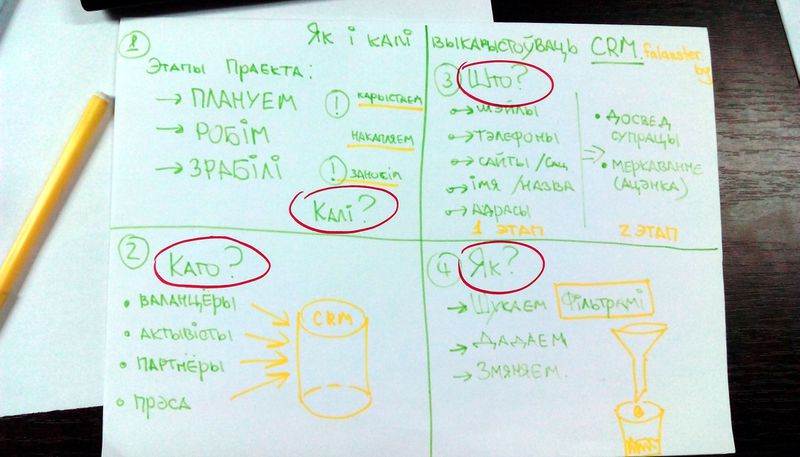 Як і калі выкарыстоўваць CRM. falanster.by
1
Этапы праекта:
→ плануем
→ робім
→ зрабілі
! карыстаем
накапляем
! заносім
Калі?
3 Што?
→ мэйлы
→ тэлефоны
→ сайты /сац
→ імя /назва
→ адрасы
1 этап
• досвед
супрацы
• меркаванне
(ацэнка)
2 этап
2
Каго?
• валанцёры
• актывісты
• партнёры
• прэса
CRM
4 Як?
→ Шукаем
→ Дадаем
→ Змяняем.
Фільтрамі